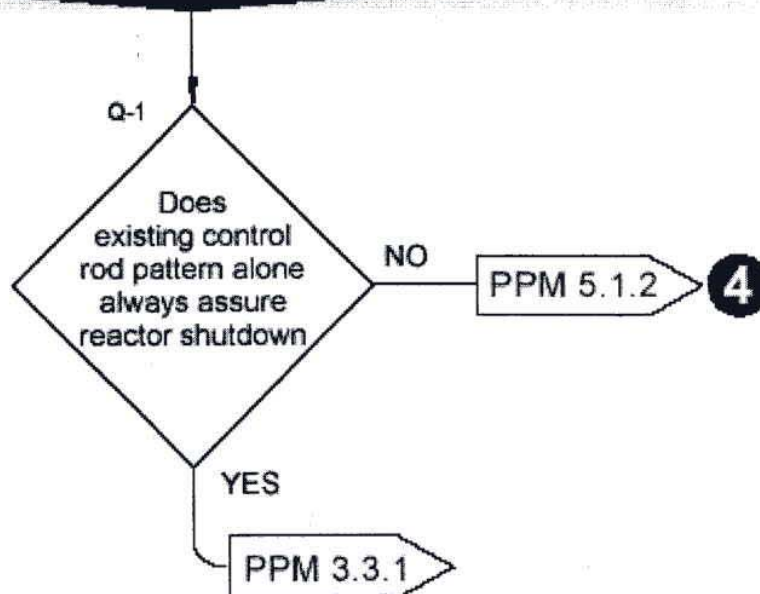 Q-1
Does
existing control
rod pattern alone
always assure
reactor shutdown
NO
PPM 5.1.2
4
YES
PPM 3.3.1